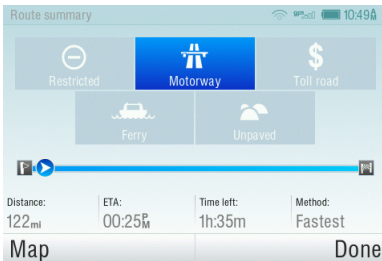 Route summary 10:49AM
Restricted Motorway Toll road
Ferry Unpaved
Distance: ETA: Time left: Method:
122mi 00:25PM 1h:35m Fastest
Map Done